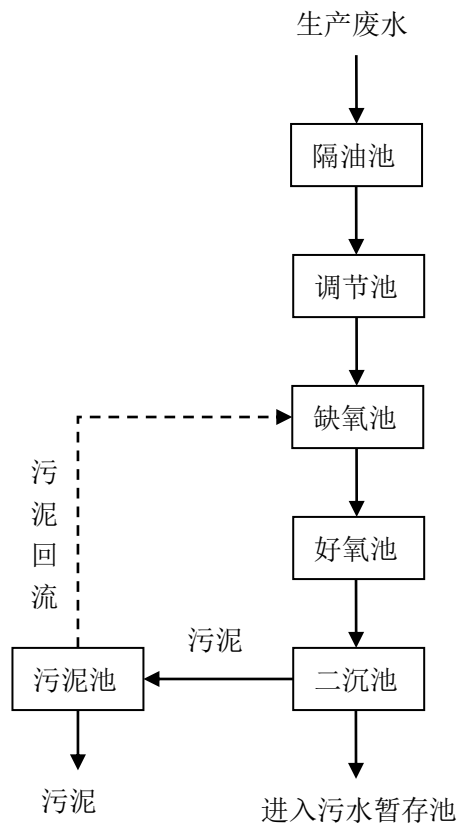 生产废水
隔油池
调节池
缺氧池
污泥回流
好氧池
污泥
污泥池
二沉池
污泥
进入污水暂存池